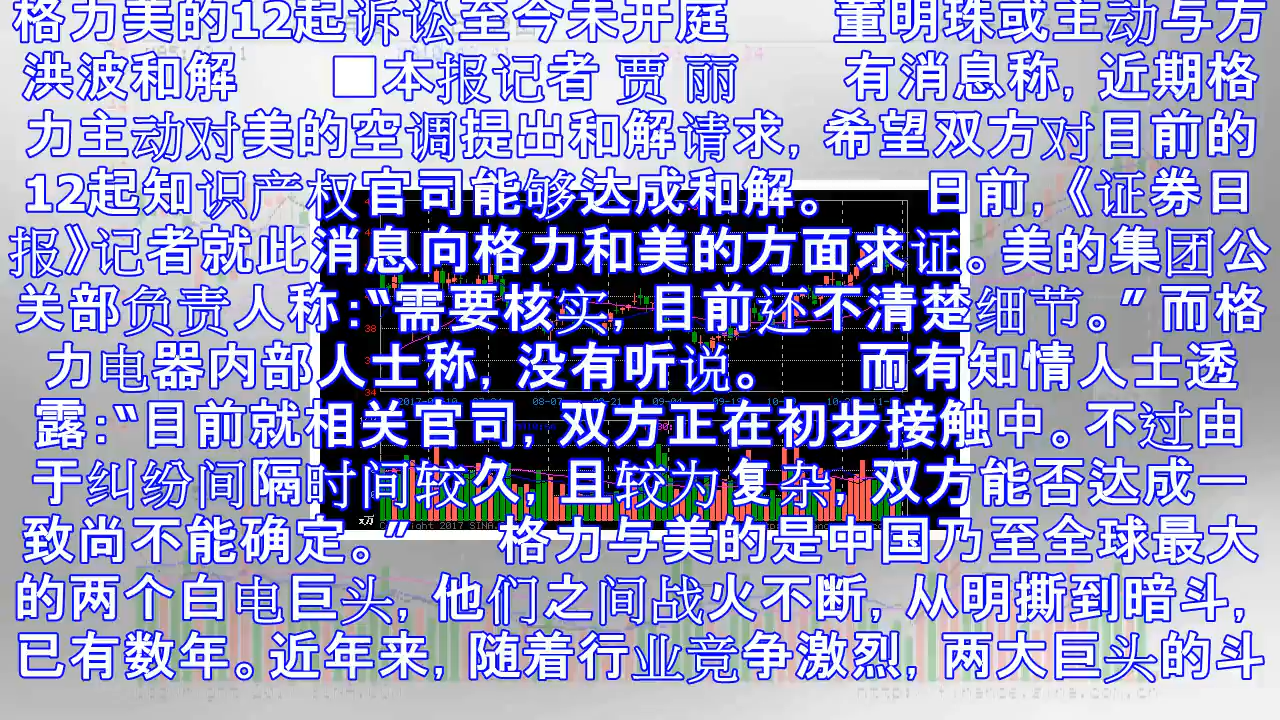 格力美的12起诉讼至今未开庭 董明珠或主动与方
洪波和解 ■本报记者 贾 丽 有消息称, 近期格
力主动对美的空调提出和解请求, 希望双方对目前的
12起知识产权官司能够达成和解。 日前,《证券日
报》记者就此消息向格力和美的方面求证。美的集团公
关部负责人称:“需要核实, 目前还不清楚细节。” 而格
力电器内部人士称, 没有听说。 而有知情人士透
露:“目前就相关官司, 双方正在初步接触中。不过由
于纠纷间隔时间较久, 且较为复杂, 双方能否达成一
致尚不能确定。” 格力与美的是中国乃至全球最大
的两个白电巨头, 他们之间战火不断, 从明撕到暗斗,
已有数年。近年来, 随着行业竞争激烈, 两大巨头的斗